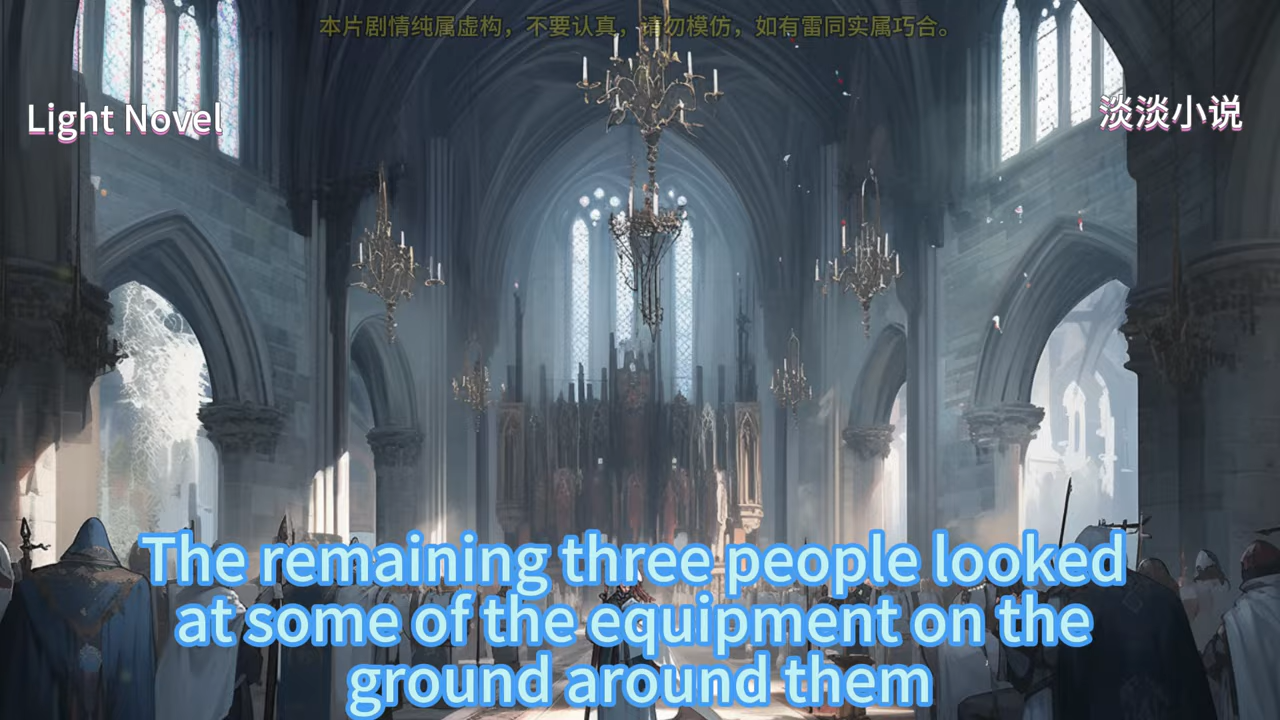 本片剧情纯属虚构，不要认真，请勿模仿，如有雷同实属巧合。
Light Novel
淡淡小说
The remaining three people looked
at some of the equipment on the
ground around them